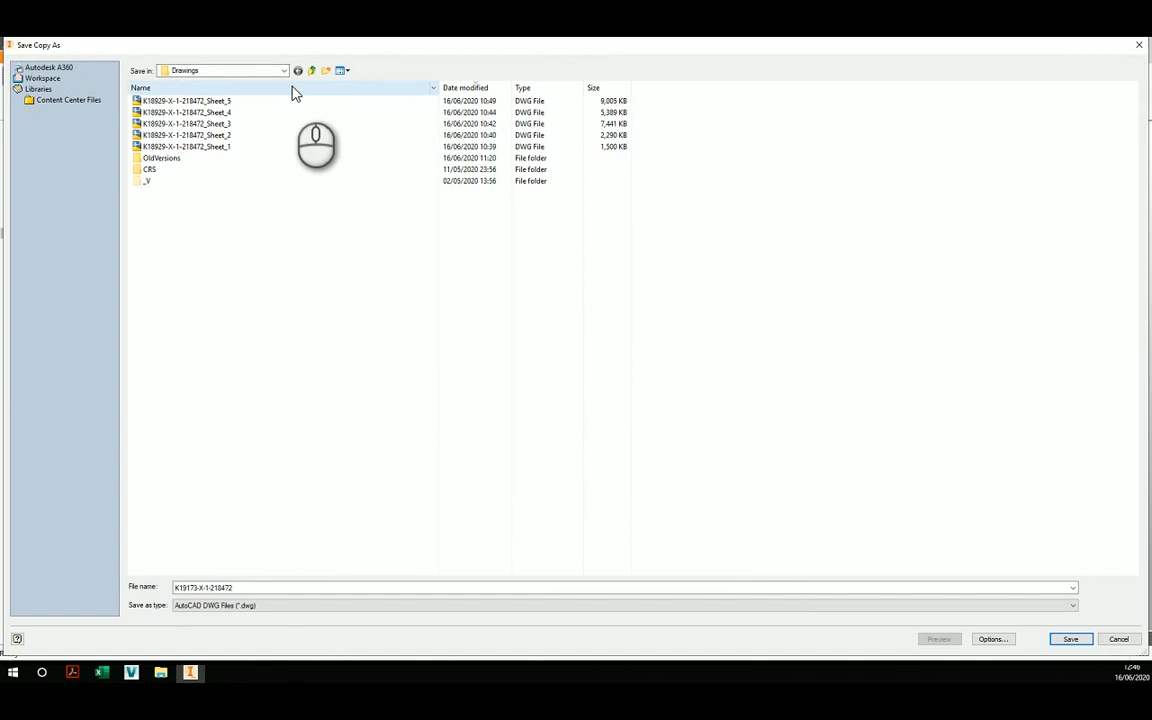 Save Copy As
Autodesk A360
Workspace
Libraries
Content Center Files
Save in: Drawings
Name Date modified Type Size
K18929-X-1-218472_Sheet_5 16/06/2020 10:49 DWG File 9,005 KB
K18929-X-1-218472_Sheet_4 16/06/2020 10:44 DWG File 5,389 KB
K18929-X-1-218472_Sheet_3 16/06/2020 10:42 DWG File 7,441 KB
K18929-X-1-218472_Sheet_2 16/06/2020 10:40 DWG File 2,290 KB
K18929-X-1-218472_Sheet_1 16/06/2020 10:39 DWG File 1,500 KB
OldVersions 16/06/2020 11:20 File folder
CRS 11/05/2020 23:56 File folder
_V 02/05/2020 13:56 File folder
File name: K19173-X-1-218472
Save as type: AutoCAD DWG Files (*.dwg)
Preview Options... Save Cancel
12:46
16/06/2020